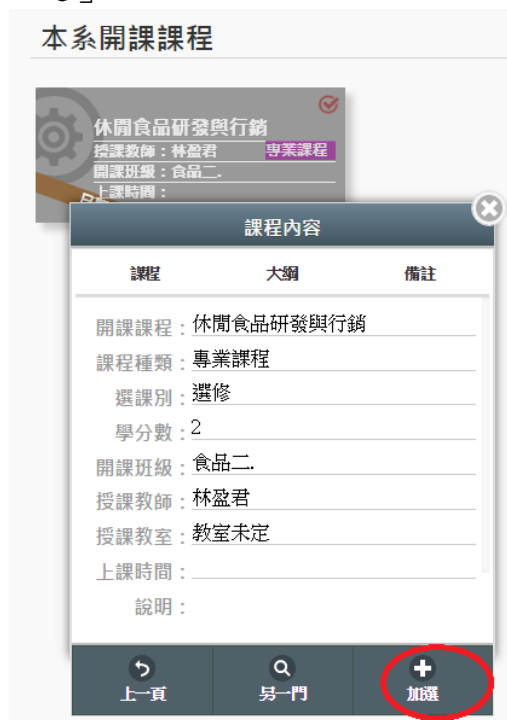 本系開課課程
休閒食品研發與行銷
授課教師：林盈君 專業課程
開課班級：食品二.
上課時間：
課程內容
課程 大綱 備註
開課課程：休閒食品研發與行銷
課程種類：專業課程
選課別：選修
學分數：2
開課班級：食品二.
授課教師：林盈君
授課教室：教室未定
上課時間：
說明：
上一頁 另一門 加選